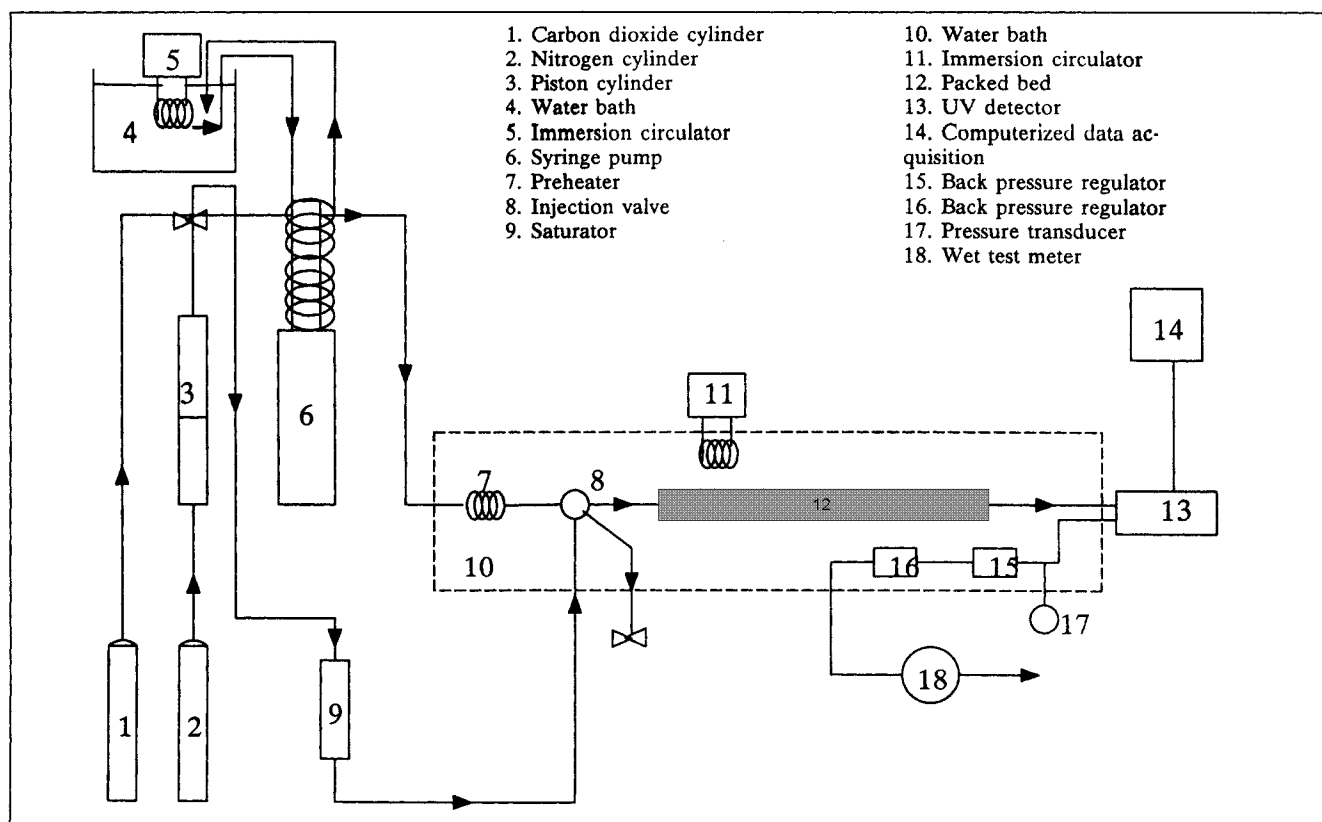 1. Carbon dioxide cylinder
2. Nitrogen cylinder
3. Piston cylinder
4. Water bath
5. Immersion circulator
6. Syringe pump
7. Preheater
8. Injection valve
9. Saturator
10. Water bath
11. Immersion circulator
12. Packed bed
13. UV detector
14. Computerized data ac-
quisition
15. Back pressure regulator
16. Back pressure regulator
17. Pressure transducer
18. Wet test meter
5
4
3
6
14
11
7
8
12
13
10
16
15
17
18
9
1
2